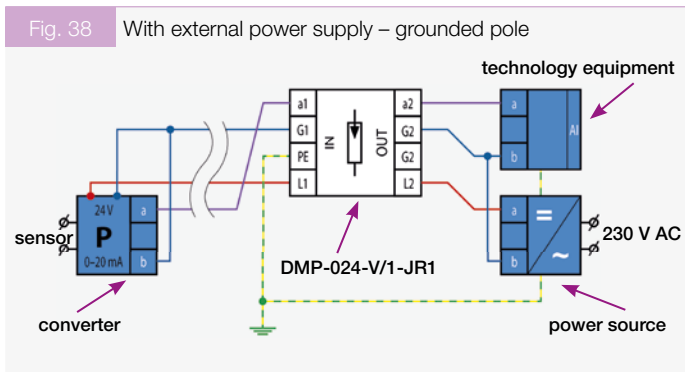 Fig. 38 With external power supply – grounded pole
technology equipment
a1 IN OUT a2
G1 G2
PE G2
L1 L2
a AI
b
24 V a
sensor P
0–20 mA b
a = 230 V AC
b ~
DMP-024-V/1-JR1
converter
power source